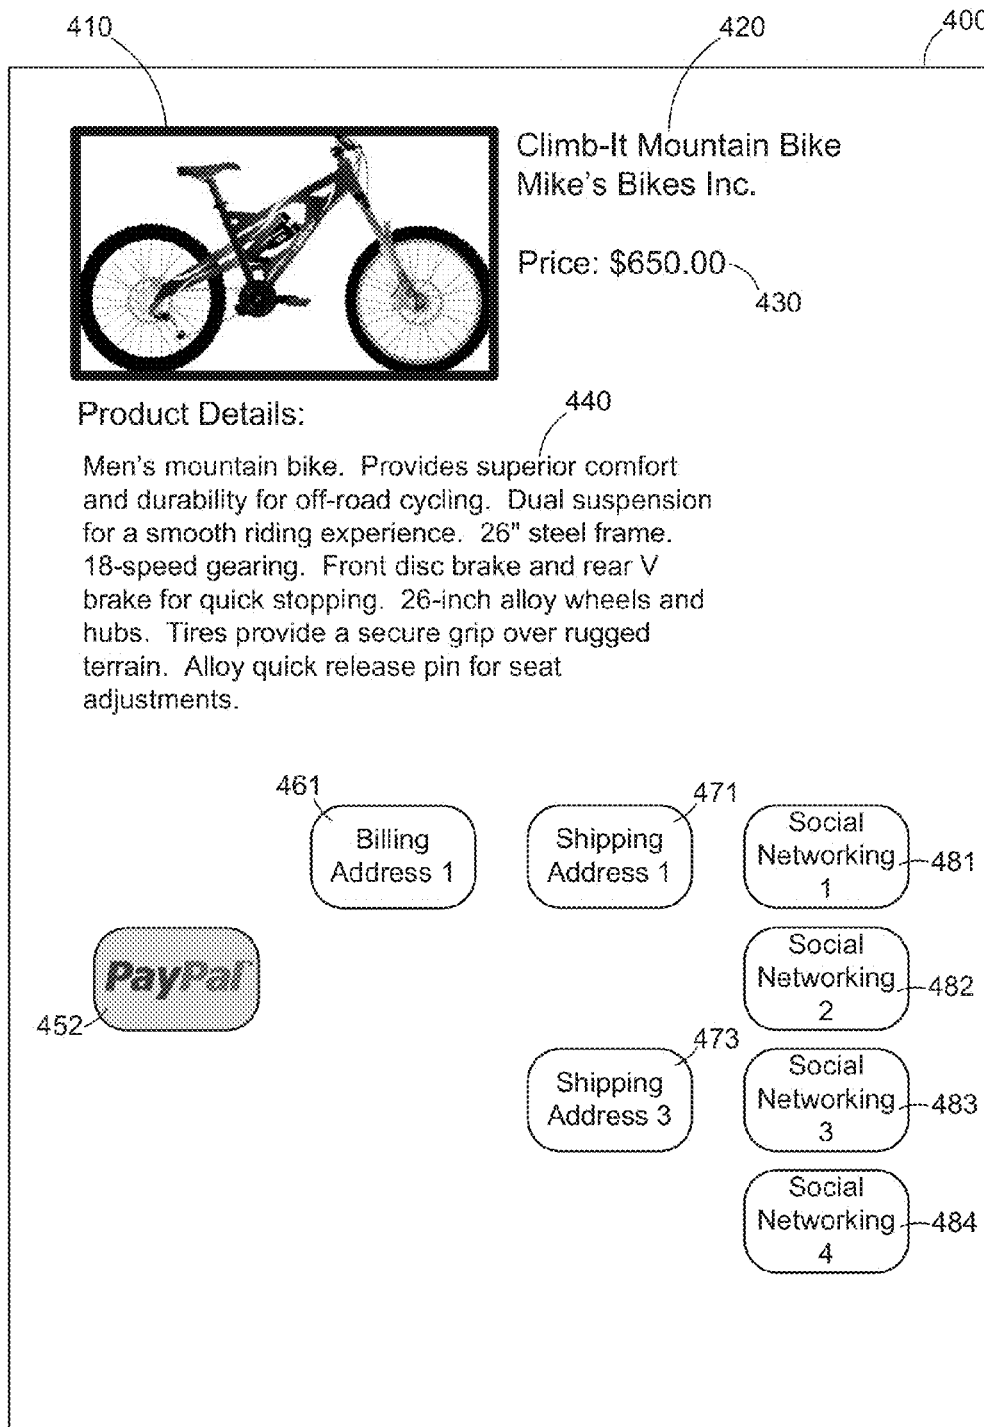 410
420
400
Climb-It Mountain Bike
Mike's Bikes Inc.
Price: $650.00
430
Product Details:
440
Men's mountain bike. Provides superior comfort
and durability for off-road cycling. Dual suspension
for a smooth riding experience. 26" steel frame.
18-speed gearing. Front disc brake and rear V
brake for quick stopping. 26-inch alloy wheels and
hubs. Tires provide a secure grip over rugged
terrain. Alloy quick release pin for seat
adjustments.
461
Billing
Address 1
471
Shipping
Address 1
Social
Networking
1
481
PayPal
452
Social
Networking
2
482
473
Shipping
Address 3
Social
Networking
3
483
Social
Networking
4
484